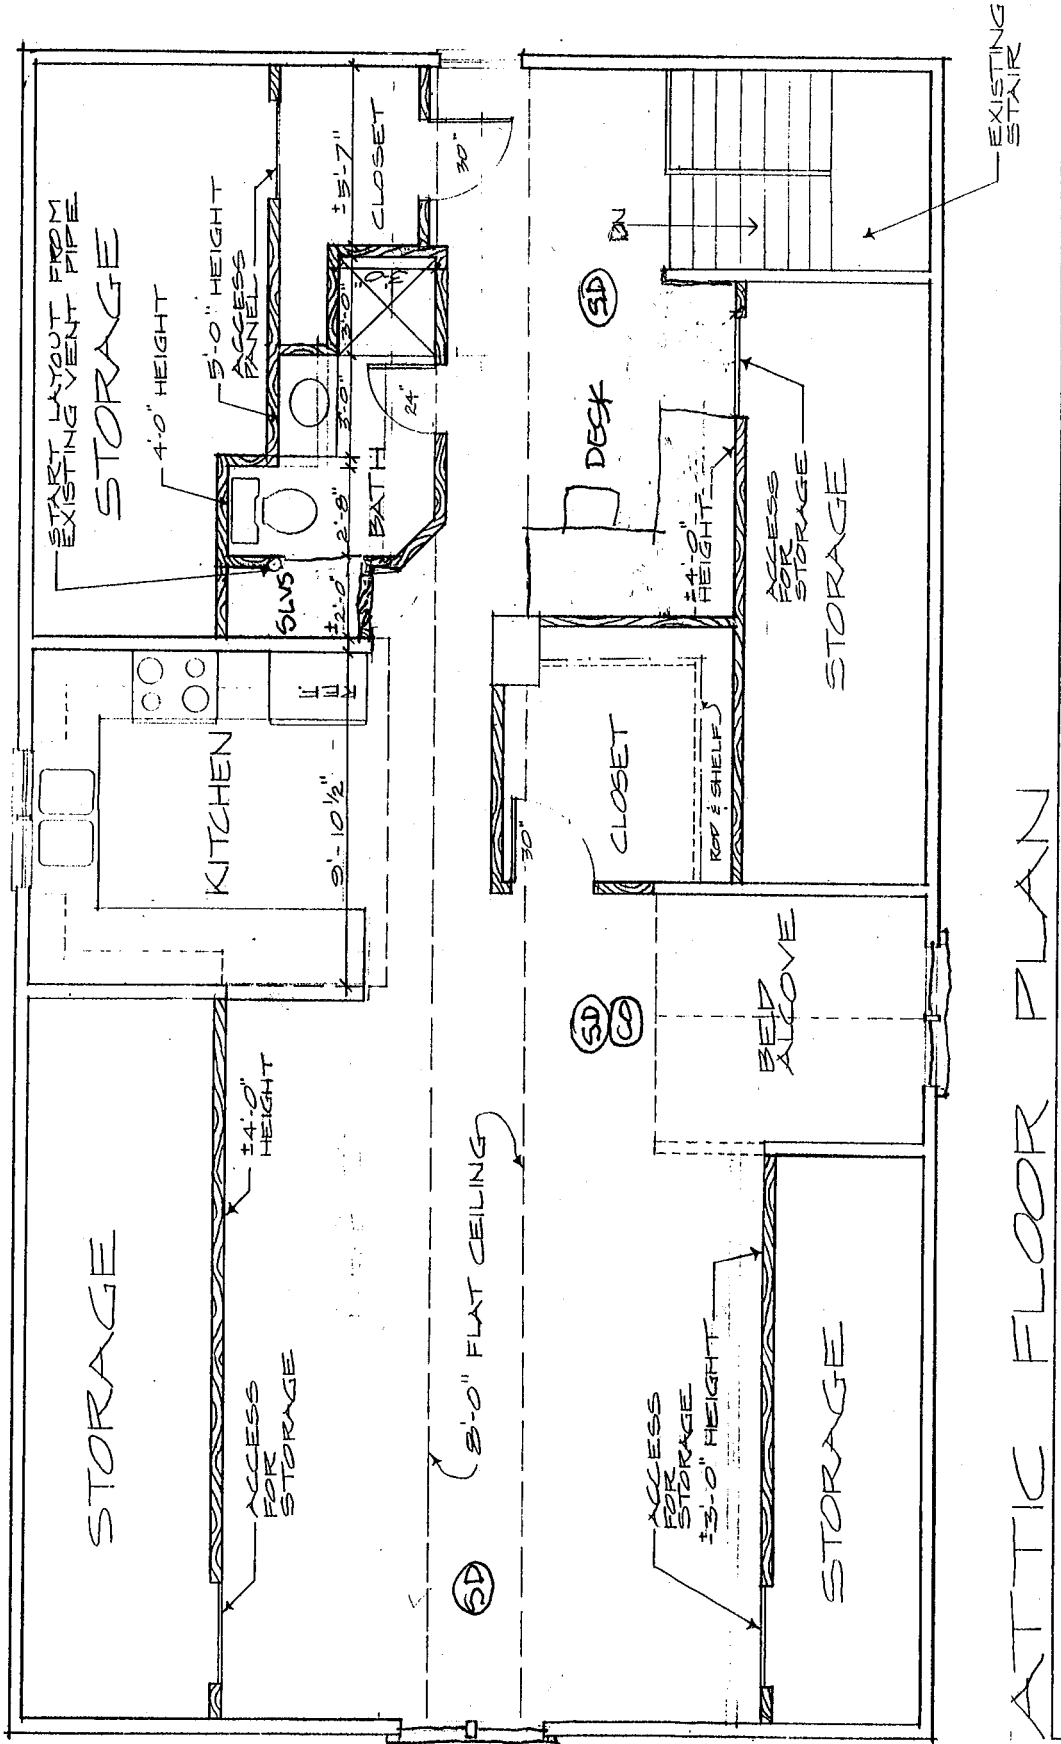 START LAYOUT FROM
EXISTING VENT PIPE
STORAGE
4'-0" HEIGHT
5'-0" HEIGHT
ACCESS
PANEL
±5'-7"
CLOSET
30"
3'-0"
3'-0"
3'-0"
24"
2'-8"
BATH
SLVS
±2'-0"
REF
KITCHEN
9'-10 1/2"
STORAGE
±4'-0"
HEIGHT
ACCESS
FOR
STORAGE
8'-0" FLAT CEILING
SD
SD
CO
SD
DN
EXISTING
STAIR
DESK
±4'-0"
HEIGHT
ACCESS
FOR
STORAGE
STORAGE
CLOSET
ROD & SHELF
30"
BED
ALCOVE
ACCESS
FOR
STORAGE
±3'-0" HEIGHT
STORAGE
ATTIC FLOOR PLAN